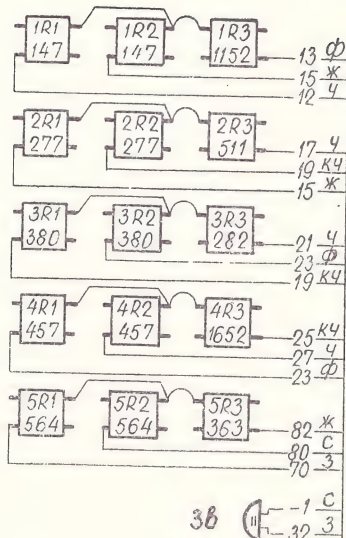 1R1 1R2 1R3
147 147 1152
13 Ф
15 Ж
12 Ч
2R1 2R2 2R3
277 277 511
17 Ч
19 КЧ
15 Ж
3R1 3R2 3R3
380 380 282
21 Ч
23 Ф
19 КЧ
4R1 4R2 4R3
457 457 1652
25 КЧ
27 Ч
23 Ф
5R1 5R2 5R3
564 564 363
82 Ж
80 С
70 З
3В
1 С
32 З